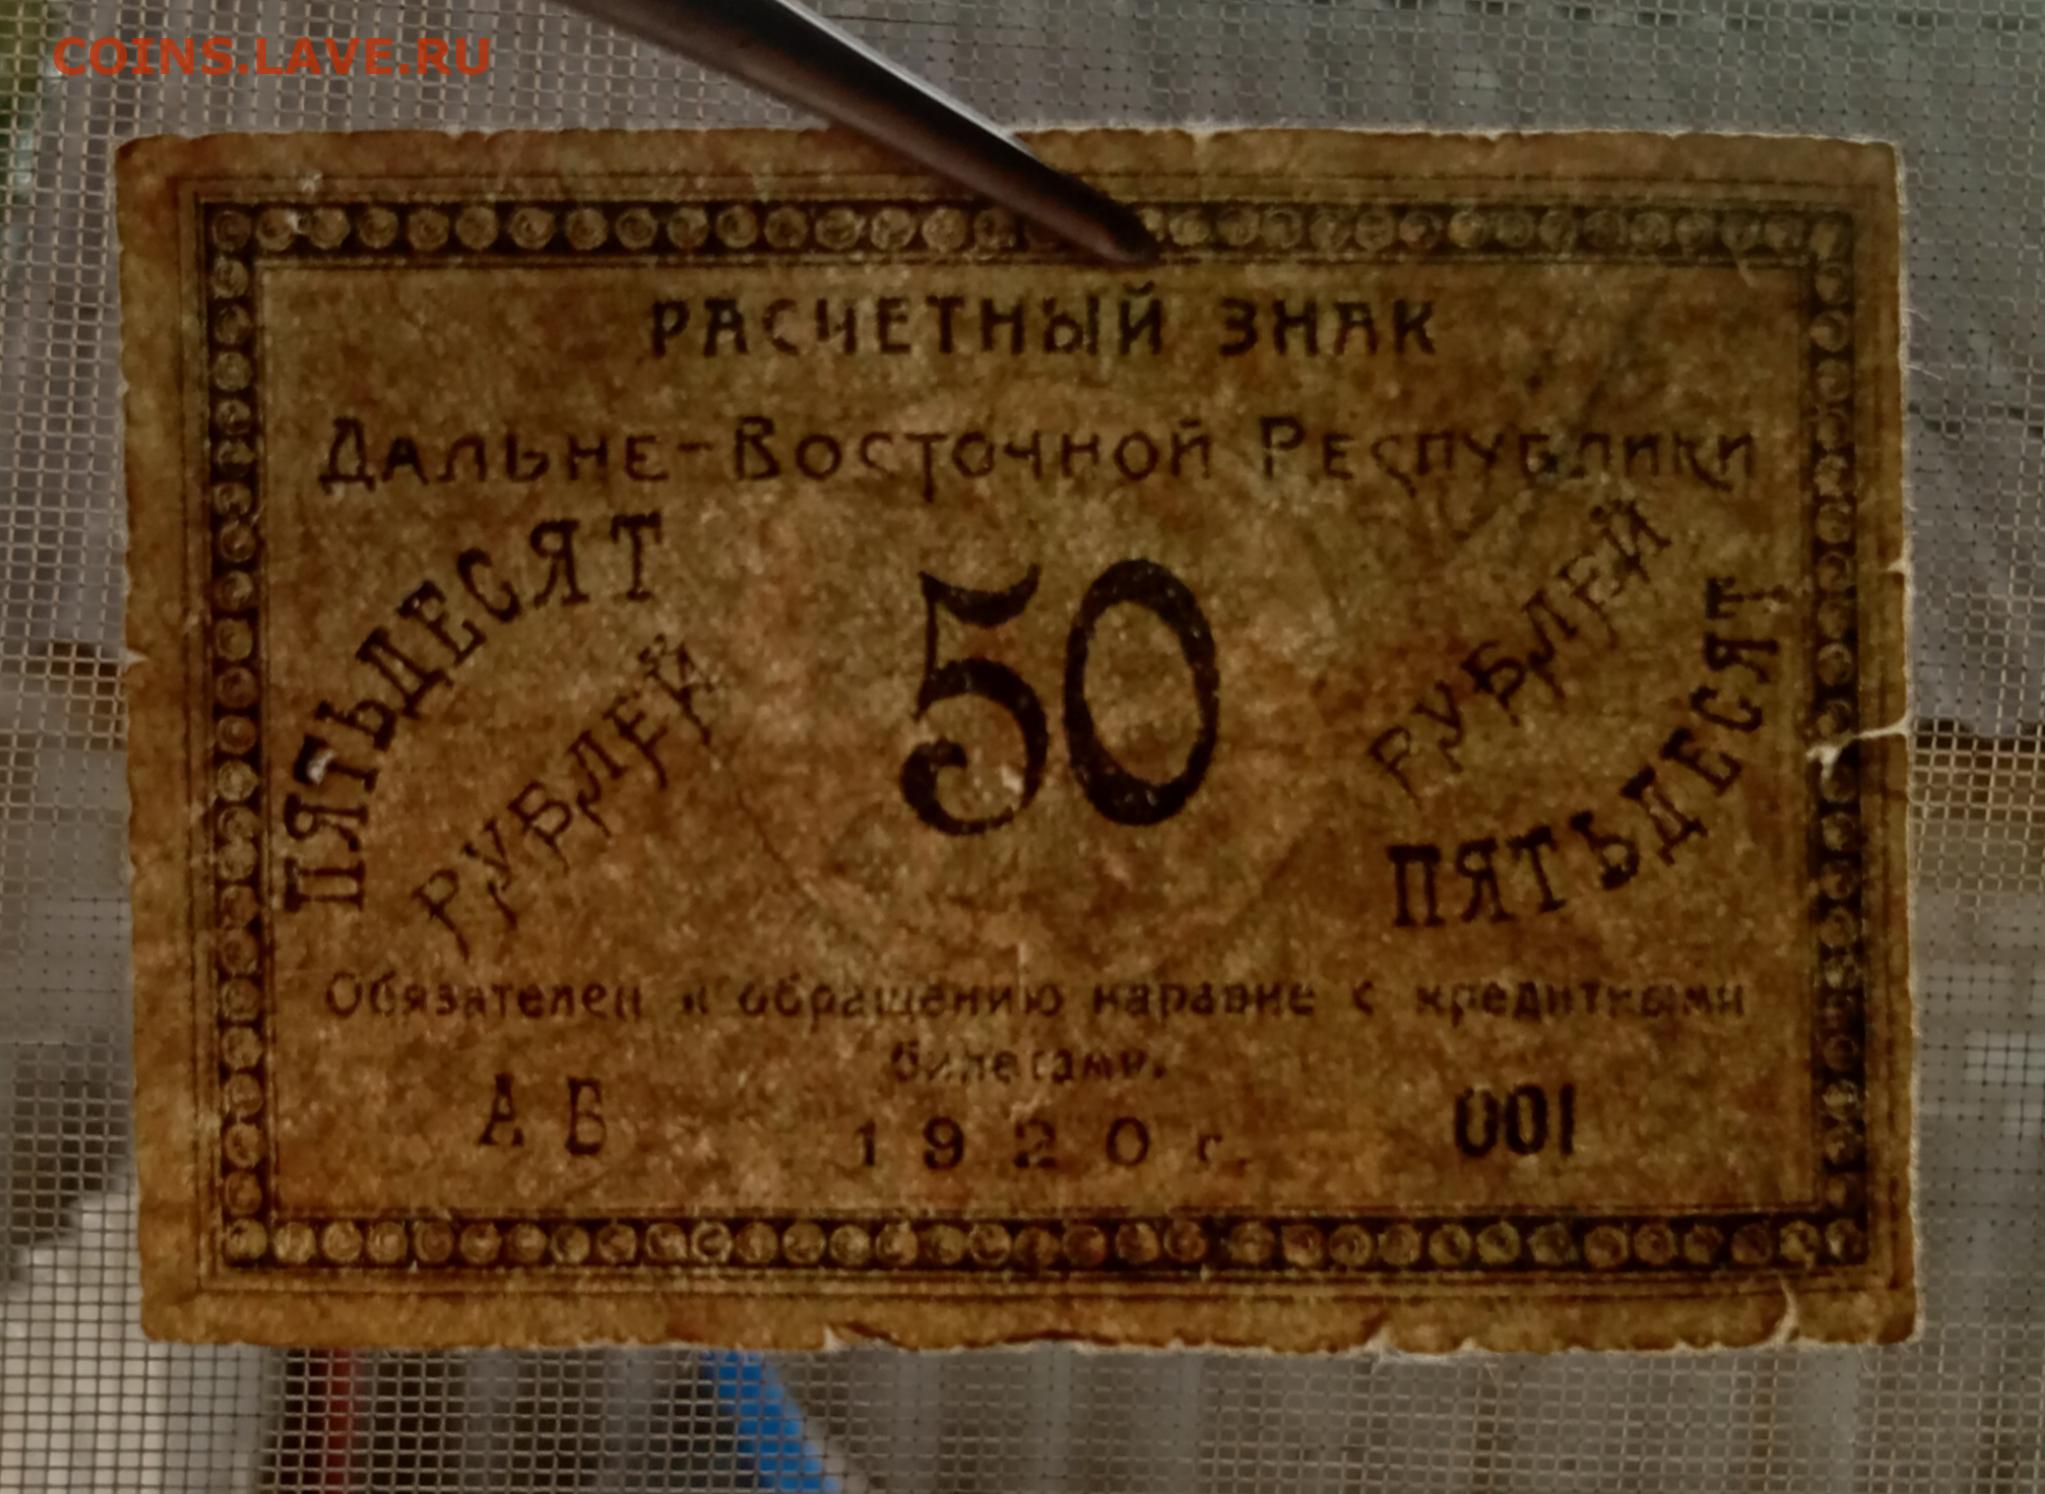 COINS.LAVE.RU
РАСЧЕТНЫЙ ЗНАК
Дальне-Восточной Республики
ПЯТЬДЕСЯТ
РУБЛЕЙ
50
РУБЛЕЙ
ПЯТЬДЕСЯТ
Обязателен к обращению наравне с кредитными
билетами.
АБ 1920 г. 001